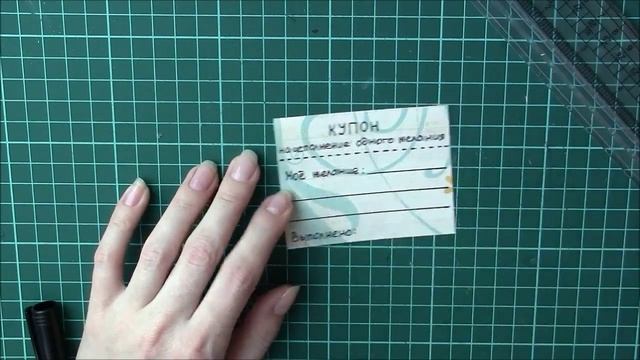 КУПОН
на исполнение одного желания
Моё желание:
Выполнено: